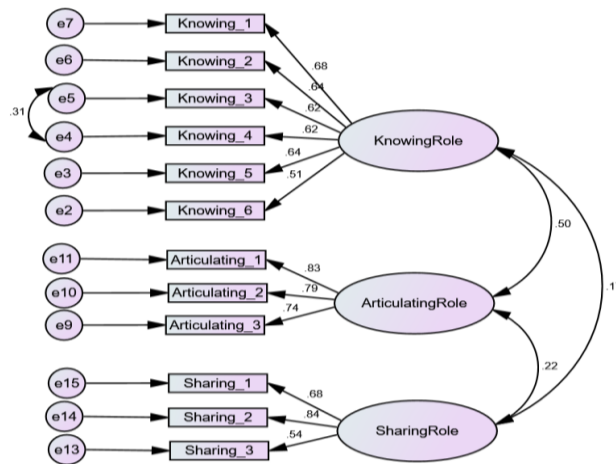 e7 Knowing_1
.68
e6 Knowing_2
.64
e5 Knowing_3
.62
.31
e4 Knowing_4
.62
KnowingRole
e3 Knowing_5
.64
e2 Knowing_6
.51
.50
e11 Articulating_1
.83
e10 Articulating_2
.79
ArticulatingRole
e9 Articulating_3
.74
.1
.22
e15 Sharing_1
.68
e14 Sharing_2
.84
SharingRole
e13 Sharing_3
.54